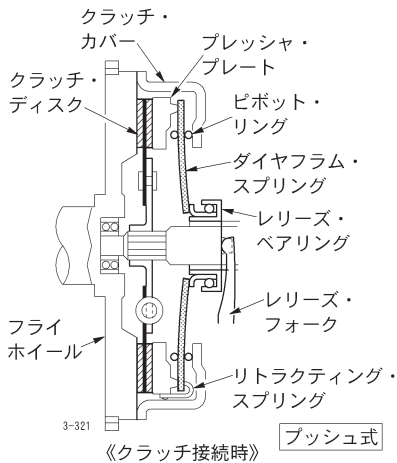 クラッチ・
カバー
プレッシャ・
プレート
クラッチ・
ディスク
ピボット・
リング
ダイヤフラム・
スプリング
レリーズ・
ベアリング
レリーズ・
フォーク
フライ
ホイール
リトラクティング・
スプリング
3-321
プッシュ式
《クラッチ接続時》